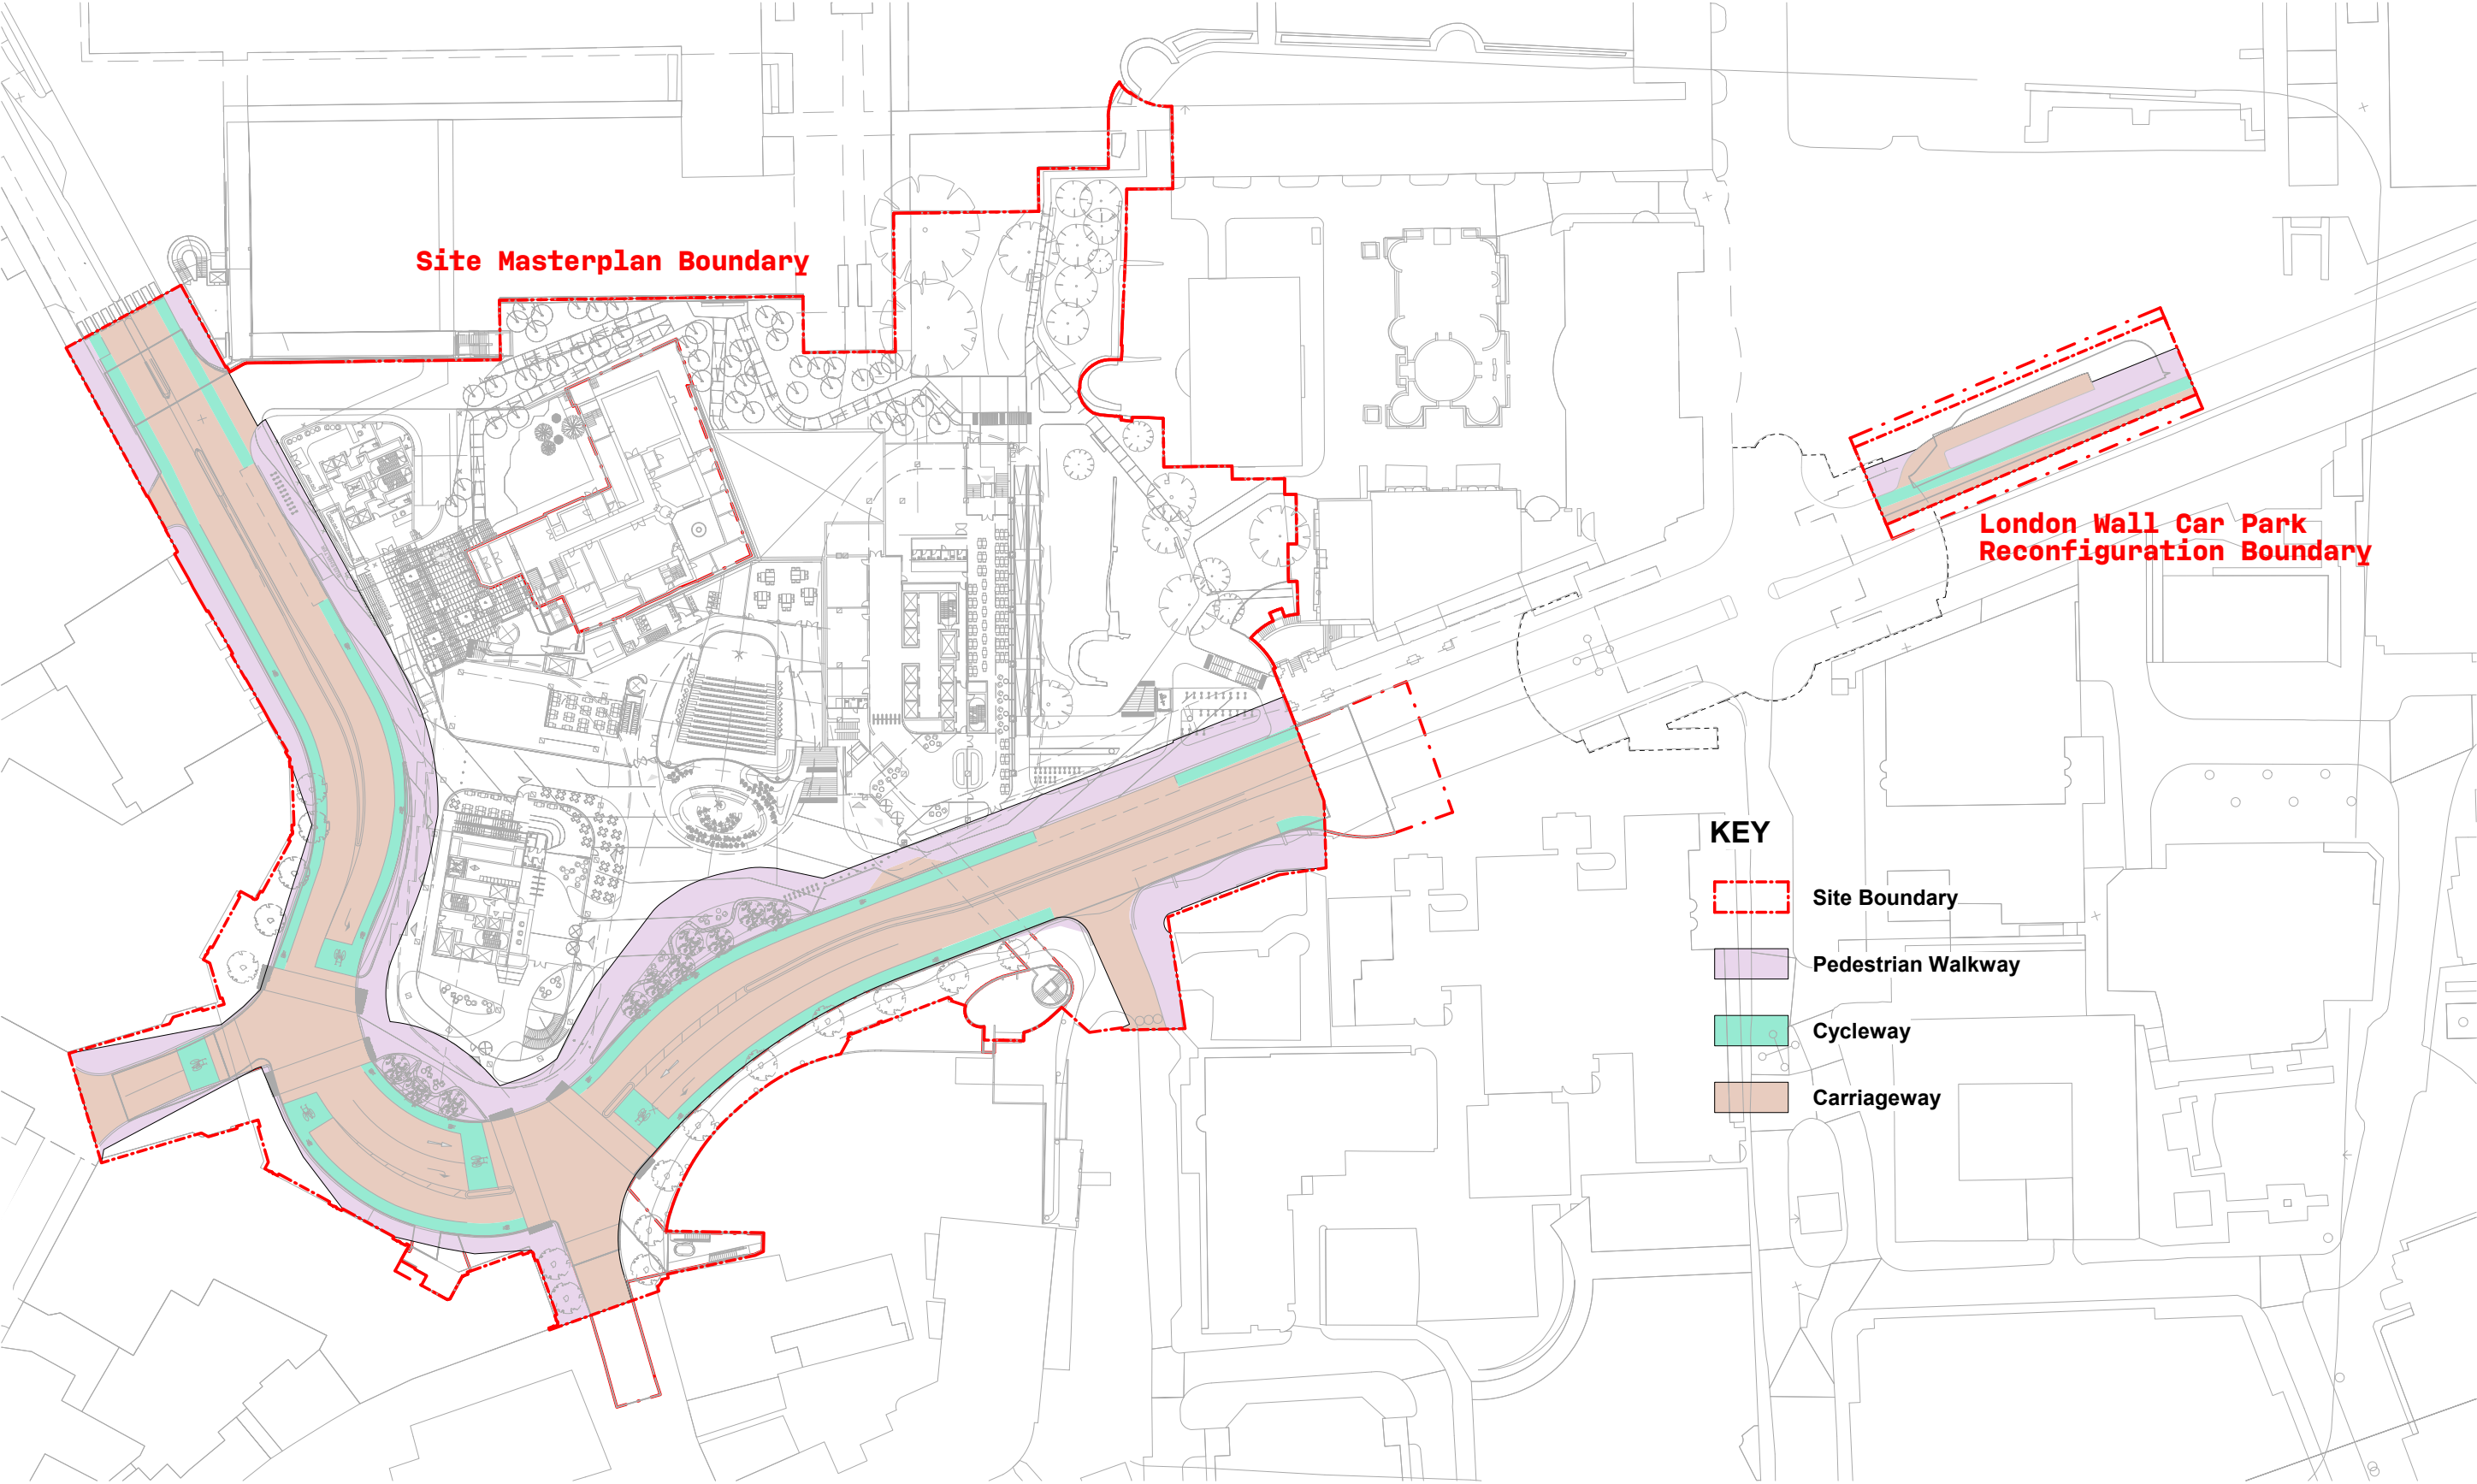 Site Masterplan Boundary
London Wall Car Park
Reconfiguration Boundary
KEY
Site Boundary
Pedestrian Walkway
Cycleway
Carriageway